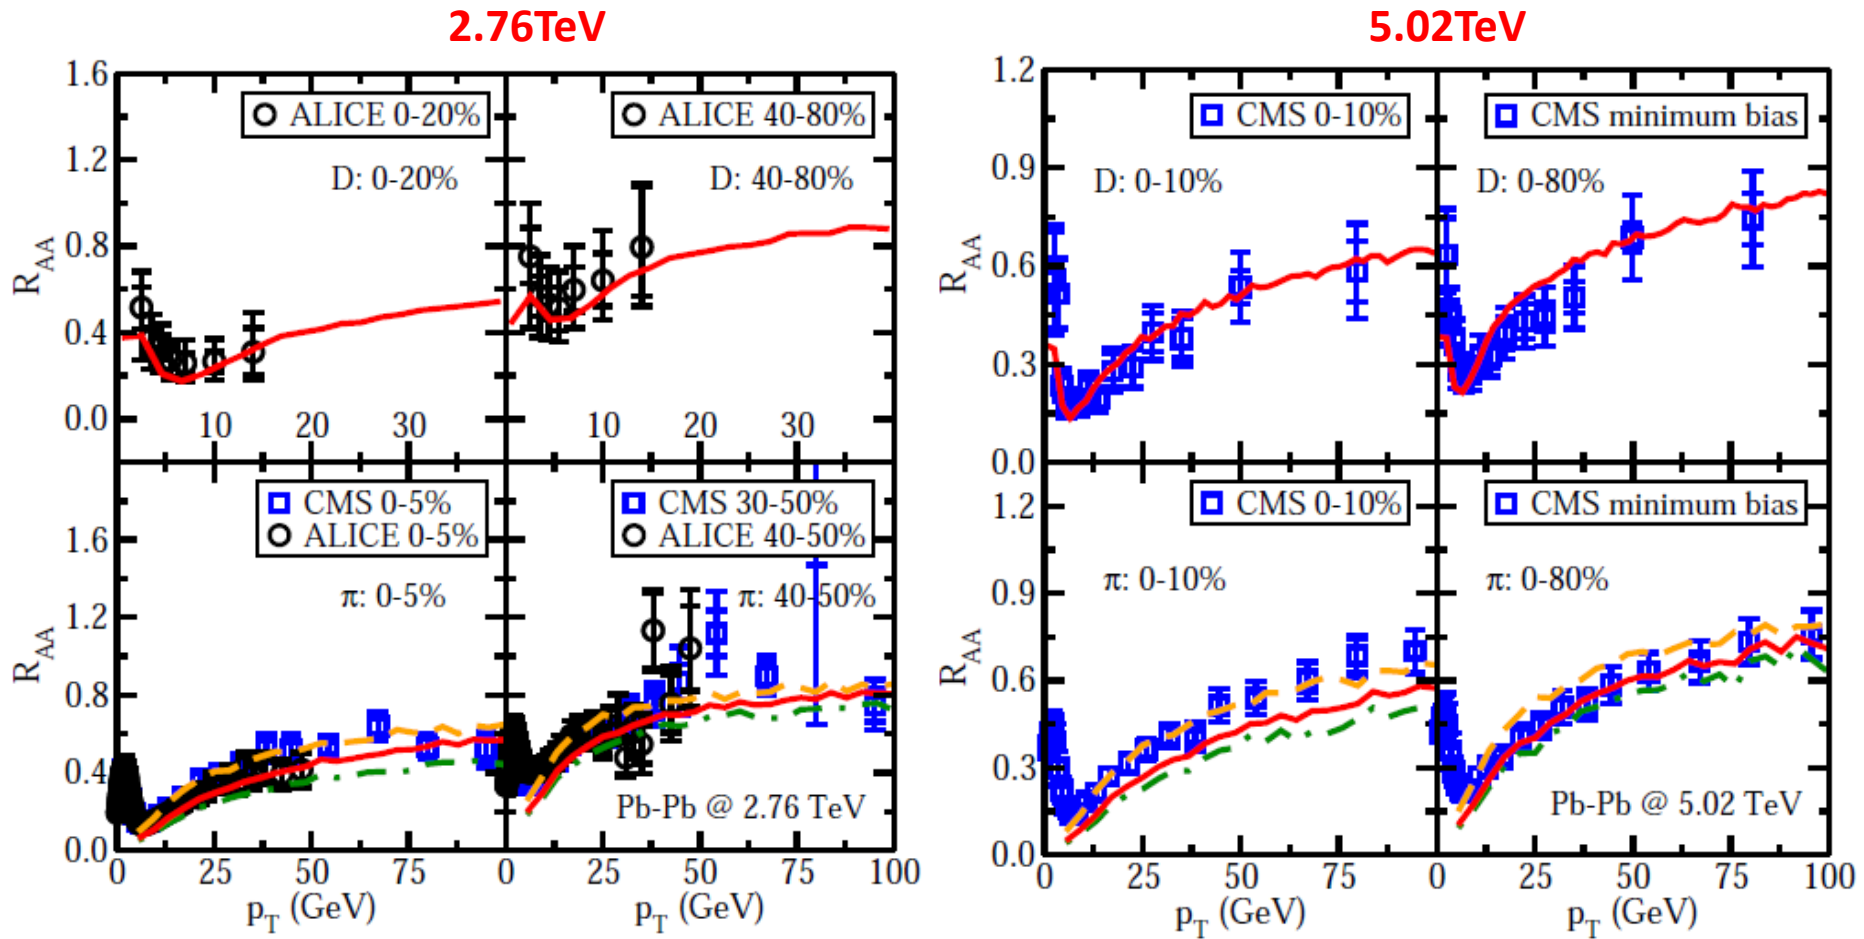 2.76TeV
5.02TeV
1.6
1.2
0.8
0.4
0.0
R_AA
ALICE 0-20%
D: 0-20%
10 20 30
ALICE 40-80%
D: 40-80%
10 20 30
1.6
1.2
0.8
0.4
0.0
R_AA
CMS 0-5%
ALICE 0-5%
π: 0-5%
CMS 30-50%
ALICE 40-50%
π: 40-50%
Pb-Pb @ 2.76 TeV
0 25 50 75 0 25 50 75 100
p_T (GeV)
p_T (GeV)
1.2
0.9
0.6
0.3
0.0
R_AA
CMS 0-10%
D: 0-10%
CMS minimum bias
D: 0-80%
1.2
0.9
0.6
0.3
0.0
R_AA
CMS 0-10%
π: 0-10%
CMS minimum bias
π: 0-80%
Pb-Pb @ 5.02 TeV
0 25 50 75 0 25 50 75 100
p_T (GeV)
p_T (GeV)